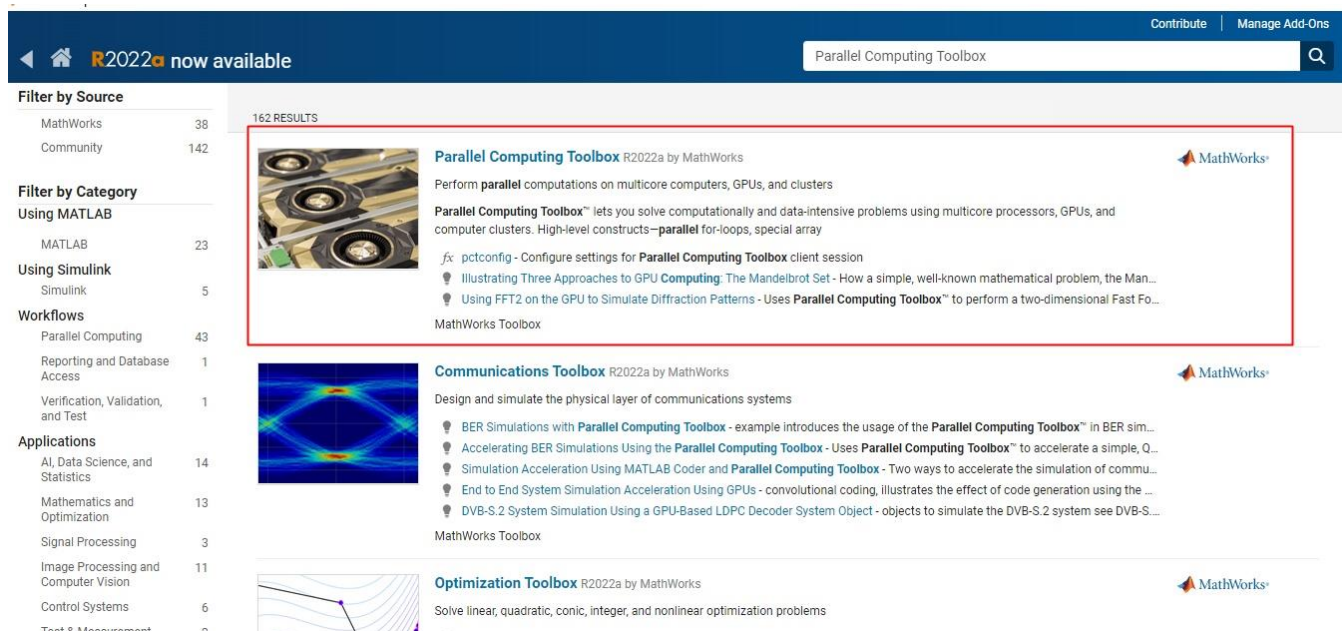 Contribute | Manage Add-Ons
R2022a now available
Parallel Computing Toolbox
Filter by Source
MathWorks 38
Community 142
Filter by Category
Using MATLAB
MATLAB 23
Using Simulink
Simulink 5
Workflows
Parallel Computing 43
Reporting and Database 1
Access
Verification, Validation, 1
and Test
Applications
AI, Data Science, and 14
Statistics
Mathematics and 13
Optimization
Signal Processing 3
Image Processing and 11
Computer Vision
Control Systems 6
162 RESULTS
Parallel Computing Toolbox R2022a by MathWorks
MathWorks®
Perform parallel computations on multicore computers, GPUs, and clusters
Parallel Computing Toolbox™ lets you solve computationally and data-intensive problems using multicore processors, GPUs, and
computer clusters. High-level constructs—parallel for-loops, special array
fx pctconfig - Configure settings for Parallel Computing Toolbox client session
Illustrating Three Approaches to GPU Computing: The Mandelbrot Set - How a simple, well-known mathematical problem, the Man...
Using FFT2 on the GPU to Simulate Diffraction Patterns - Uses Parallel Computing Toolbox™ to perform a two-dimensional Fast Fo...
MathWorks Toolbox
Communications Toolbox R2022a by MathWorks
MathWorks®
Design and simulate the physical layer of communications systems
BER Simulations with Parallel Computing Toolbox - example introduces the usage of the Parallel Computing Toolbox™ in BER sim...
Accelerating BER Simulations Using the Parallel Computing Toolbox - Uses Parallel Computing Toolbox™ to accelerate a simple, Q...
Simulation Acceleration Using MATLAB Coder and Parallel Computing Toolbox - Two ways to accelerate the simulation of commu...
End to End System Simulation Acceleration Using GPUs - convolutional coding, illustrates the effect of code generation using the ...
DVB-S.2 System Simulation Using a GPU-Based LDPC Decoder System Object - objects to simulate the DVB-S.2 system see DVB-S....
MathWorks Toolbox
Optimization Toolbox R2022a by MathWorks
MathWorks®
Solve linear, quadratic, conic, integer, and nonlinear optimization problems